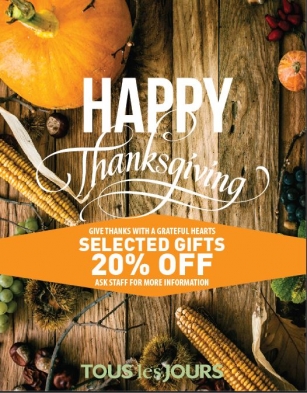 HAPPY
Thanksgiving
GIVE THANKS WITH A GRATEFUL HEARTS
SELECTED GIFTS
20% OFF
ASK STAFF FOR MORE INFORMATION
TOUS les JOURS